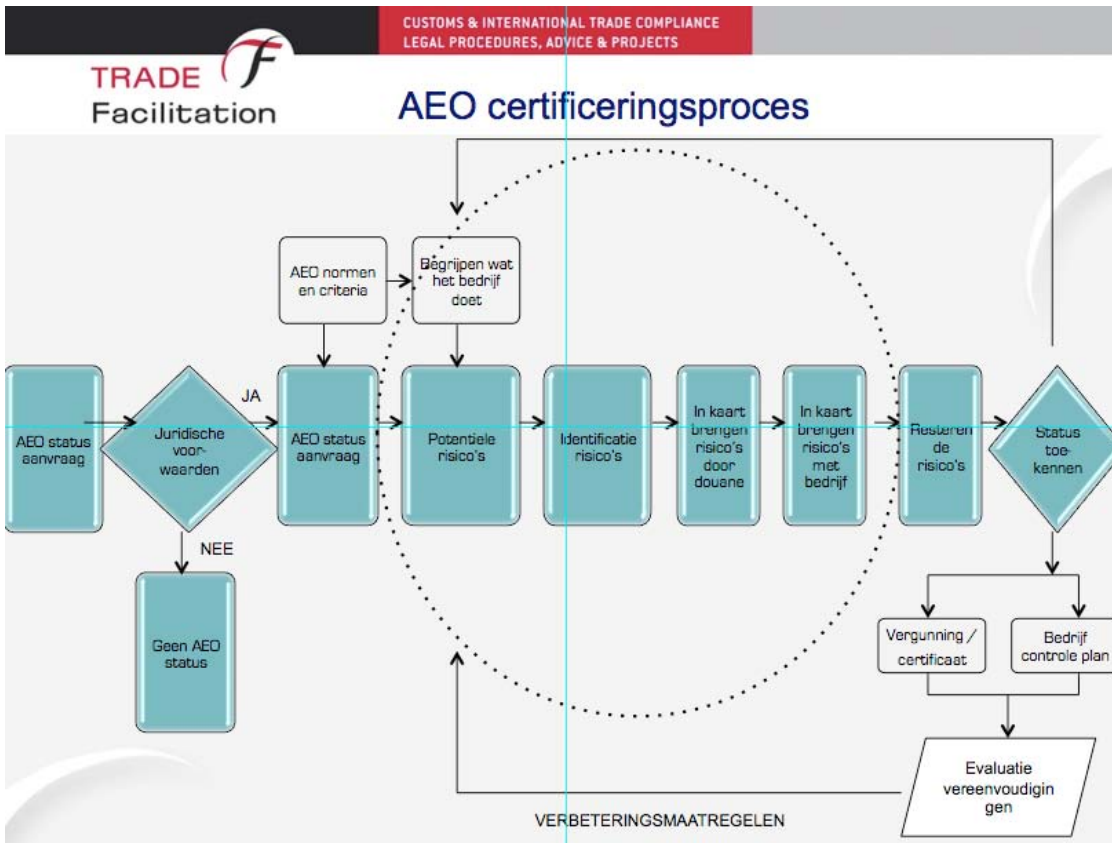 CUSTOMS & INTERNATIONAL TRADE COMPLIANCE
LEGAL PROCEDURES, ADVICE & PROJECTS
TRADE
Facilitation
AEO certificeringsproces
AEO normen
en criteria
Begrijpen wat
het bedrijf
doet
AEO status
aanvraag
Juridische
voor-
waarden
JA
AEO status
aanvraag
Potentiele
risico's
Identificatie
risico's
In kaart
brengen
risico's
door
douane
In kaart
brengen
risico's
met
bedrijf
Resteren
de
risico's
Status
toe-
kennen
NEE
Geen AEO
status
Vergunning /
certificaat
Bedrijf
controle plan
Evaluatie
vereenvoudigin
gen
VERBETERINGSMAATREGELEN